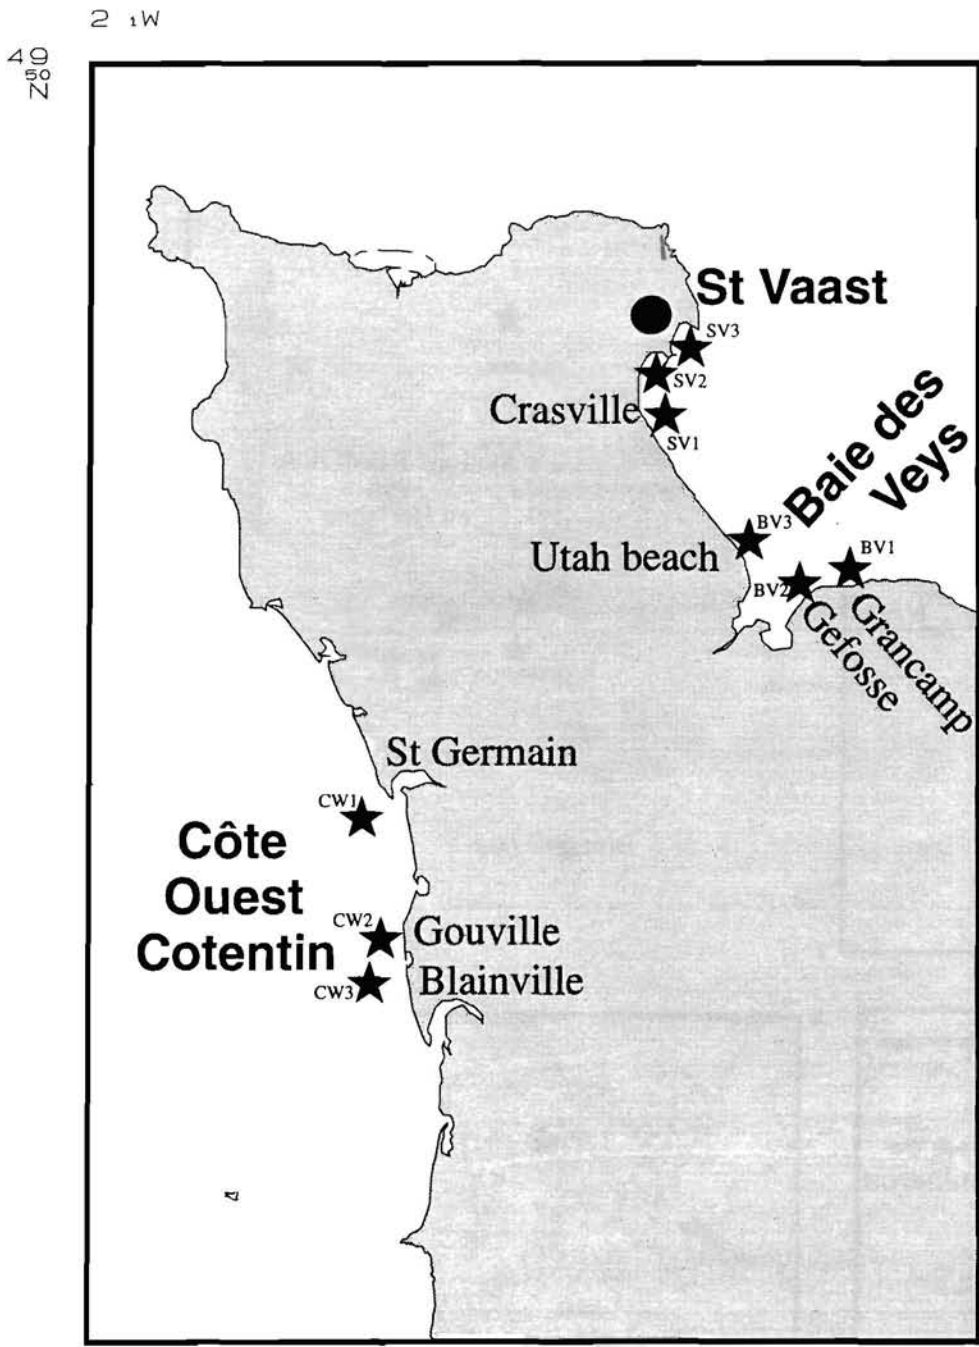 2 1W
49
50
N
St Vaast
SV3
SV2
Crasville
SV1
Baie des
Veys
BV3
Utah beach
BV1
BV2
Gefosse
Grancamp
St Germain
CW1
Côte
Ouest
Cotentin
CW2
Gouville
CW3
Blainville